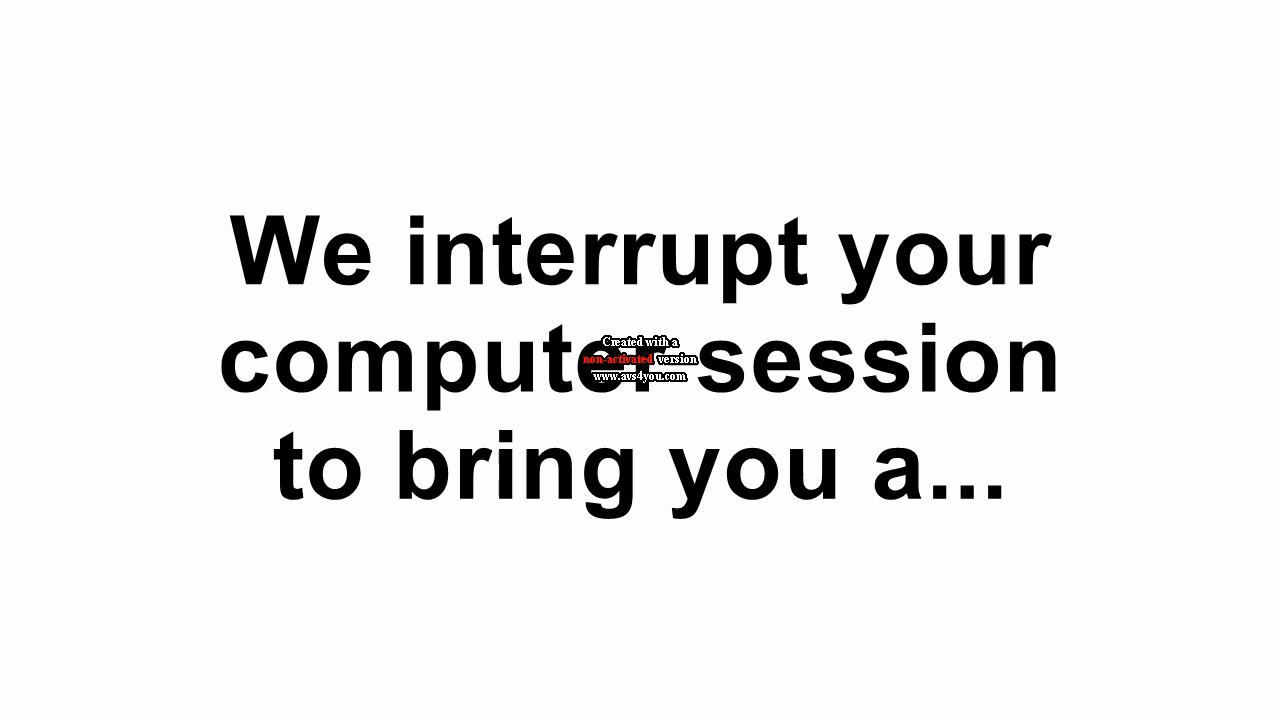 We interrupt your
computer session
to bring you a...
Created with a
non-activated version
www.avs4you.com